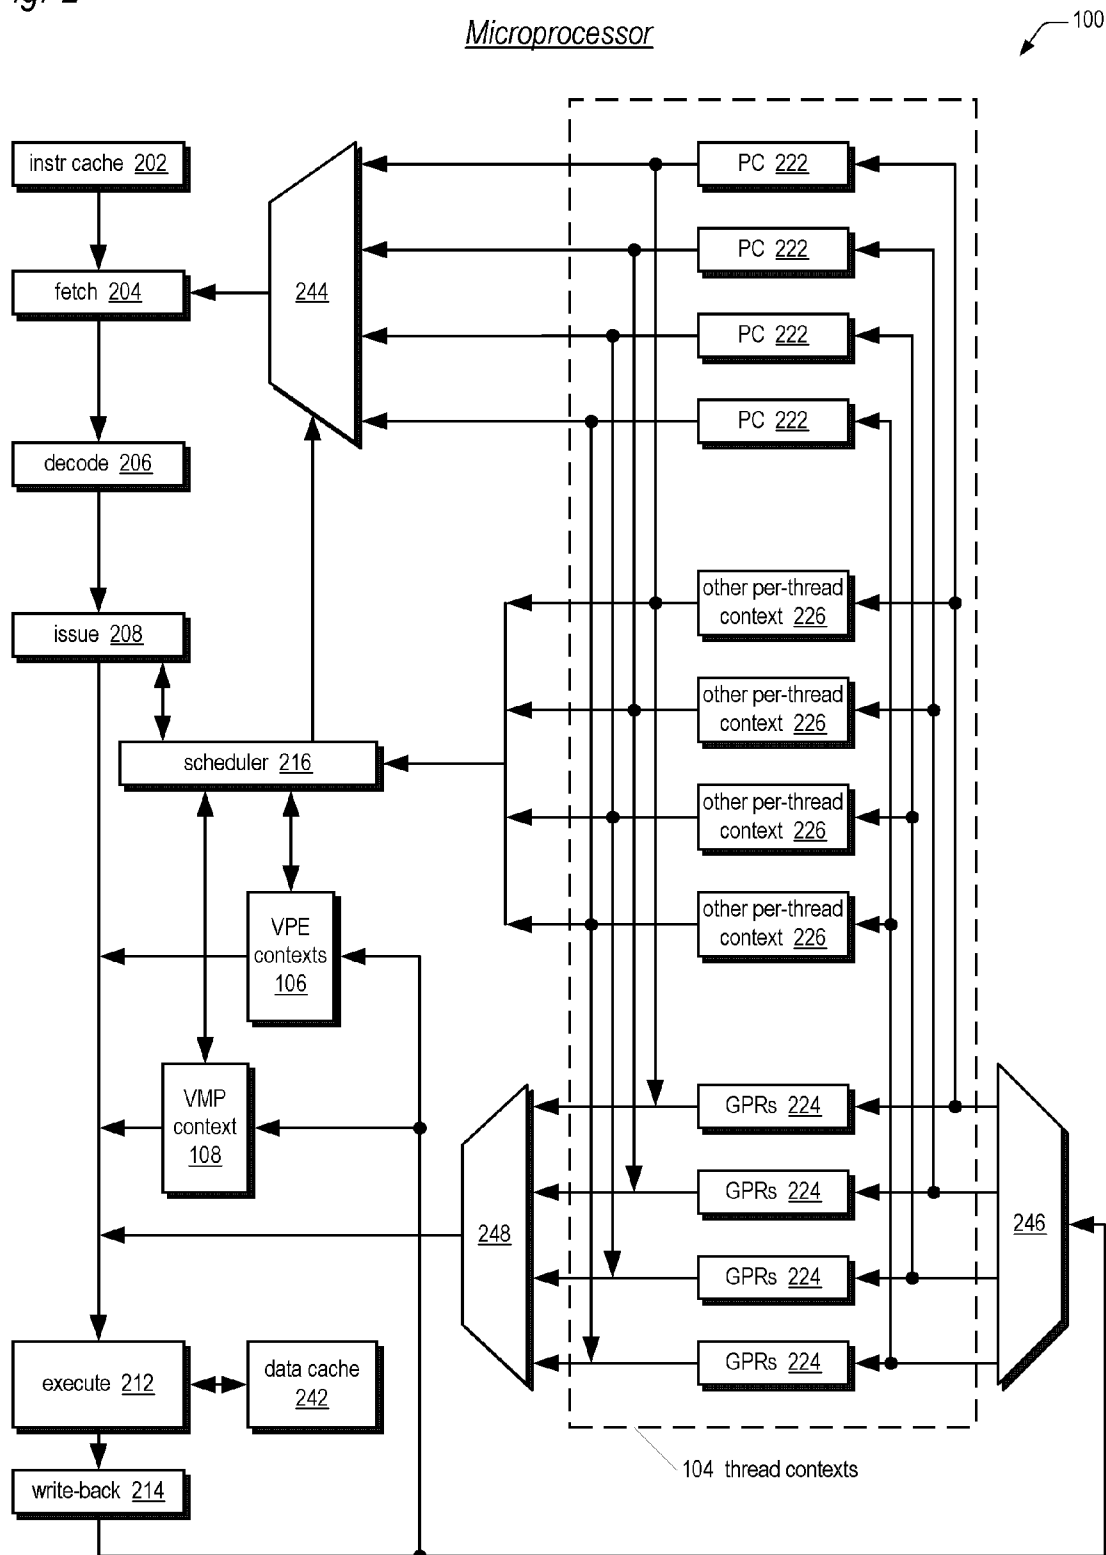 Microprocessor
100
instr cache 202
PC 222
PC 222
fetch 204
244
PC 222
PC 222
decode 206
other per-thread
context 226
issue 208
other per-thread
context 226
scheduler 216
other per-thread
context 226
other per-thread
context 226
VPE
contexts
106
VMP
context
108
GPRs 224
GPRs 224
248
246
GPRs 224
GPRs 224
execute 212
data cache
242
104 thread contexts
write-back 214